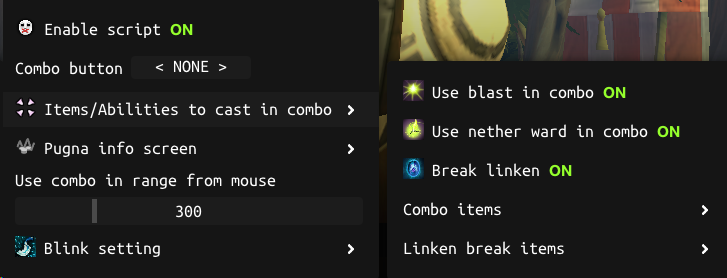 Enable script ON
Combo button < NONE >
Items/Abilities to cast in combo >
Pugna info screen >
Use combo in range from mouse
300
Blink setting >
Use blast in combo ON
Use nether ward in combo ON
Break linken ON
Combo items >
Linken break items >